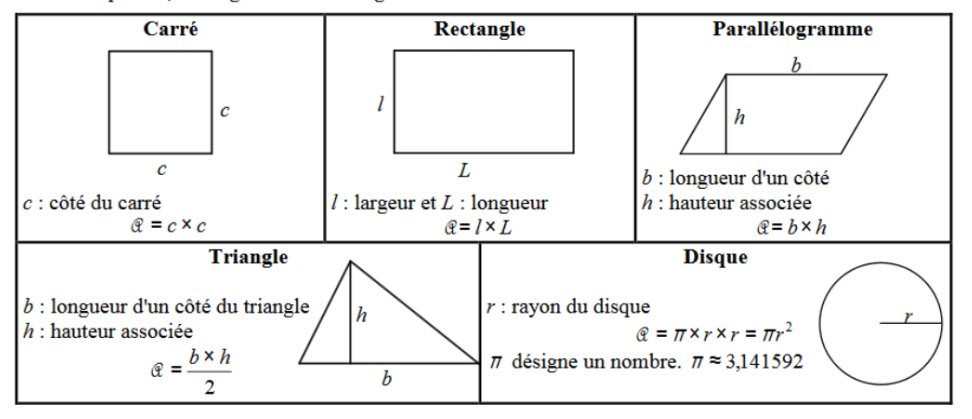 Carré
c
c
c : côté du carré
𝒜 = c × c
Rectangle
l
L
l : largeur et L : longueur
𝒜 = l × L
Parallélogramme
b
h
b : longueur d'un côté
h : hauteur associée
𝒜 = b × h
Triangle
b : longueur d'un côté du triangle
h : hauteur associée
𝒜 = b × h / 2
h
b
Disque
r : rayon du disque
𝒜 = π × r × r = πr²
π désigne un nombre. π ≈ 3,141592
r